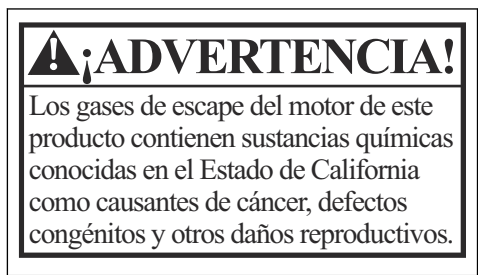 ¡ADVERTENCIA!
Los gases de escape del motor de este
producto contienen sustancias químicas
conocidas en el Estado de California
como causantes de cáncer, defectos
congénitos y otros daños reproductivos.